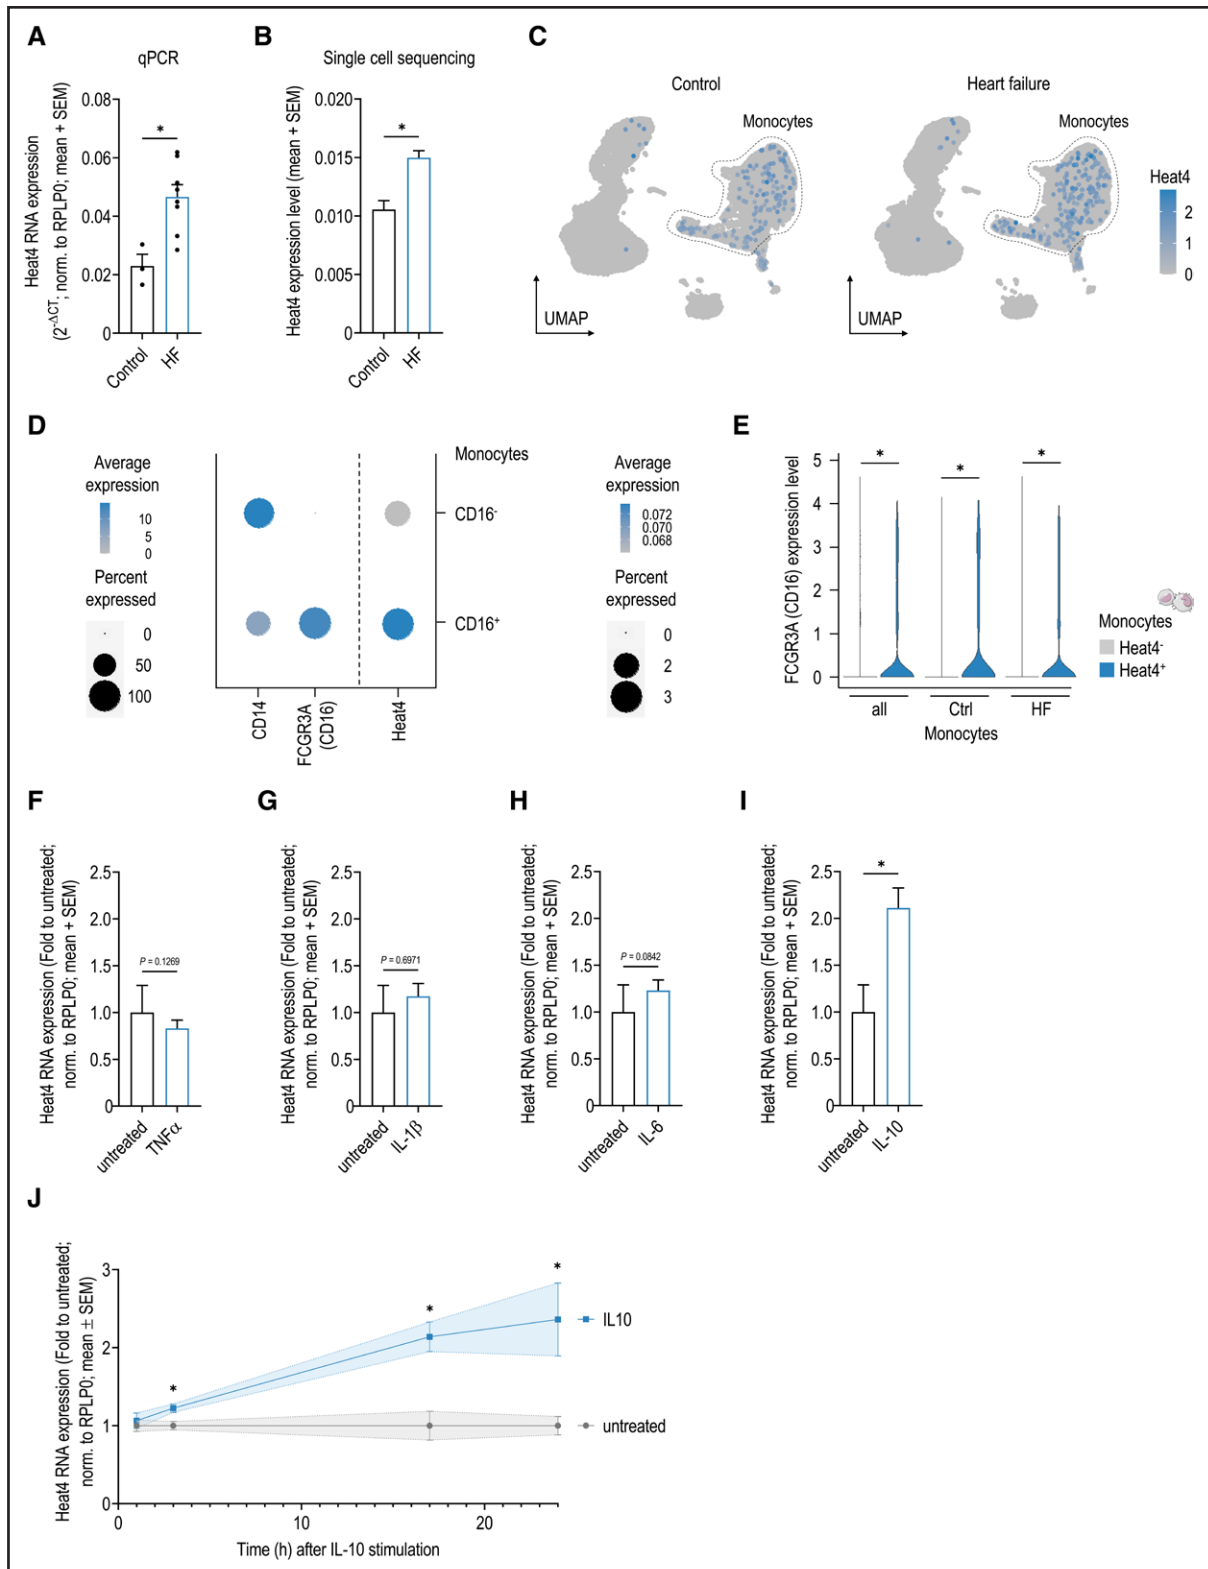 A
qPCR
Heat4 RNA expression
(2^-ΔCT; norm. to RPLP0; mean + SEM)
0.08
0.06
0.04
0.02
0
*
Control
HF
B
Single cell sequencing
Heat4 expression level (mean + SEM)
0.020
0.015
0.010
0.005
0
*
Control
HF
C
Control
Monocytes
UMAP
Heart failure
Monocytes
UMAP
Heat4
2
1
0
D
Average
expression
10
5
0
Percent
expressed
0
50
100
Monocytes
CD16-
CD16+
CD14
FCGR3A
(CD16)
Heat4
Average
expression
0.072
0.070
0.068
Percent
expressed
0
2
3
E
FCGR3A (CD16) expression level
5
4
3
2
1
0
*
*
*
all
Ctrl
HF
Monocytes
Monocytes
Heat4-
Heat4+
F
Heat4 RNA expression (Fold to untreated;
norm. to RPLP0; mean + SEM)
2.5
2.0
1.5
1.0
0.5
0
P = 0.1269
untreated
TNFα
G
Heat4 RNA expression (Fold to untreated;
norm. to RPLP0; mean + SEM)
2.5
2.0
1.5
1.0
0.5
0
P = 0.6971
untreated
IL-1β
H
Heat4 RNA expression (Fold to untreated;
norm. to RPLP0; mean + SEM)
2.5
2.0
1.5
1.0
0.5
0
P = 0.0842
untreated
IL-6
I
Heat4 RNA expression (Fold to untreated;
norm. to RPLP0; mean + SEM)
2.5
2.0
1.5
1.0
0.5
0
*
untreated
IL-10
J
Heat4 RNA expression (Fold to untreated;
norm. to RPLP0; mean ± SEM)
3
2
1
0
*
*
*
IL10
untreated
0
10
20
Time (h) after IL-10 stimulation